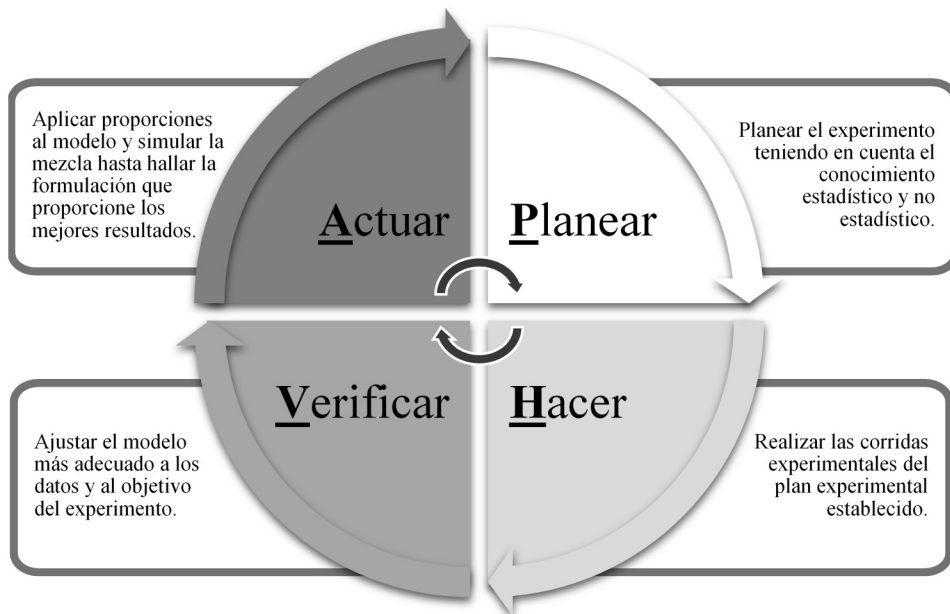 Aplicar proporciones
al modelo y simular la
mezcla hasta hallar la
formulación que
proporcione los
mejores resultados.
Actuar
Planear
Planear el experimento
teniendo en cuenta el
conocimiento
estadístico y no
estadístico.
Ajustar el modelo
más adecuado a los
datos y al objetivo
del experimento.
Verificar
Hacer
Realizar las corridas
experimentales del
plan experimental
establecido.